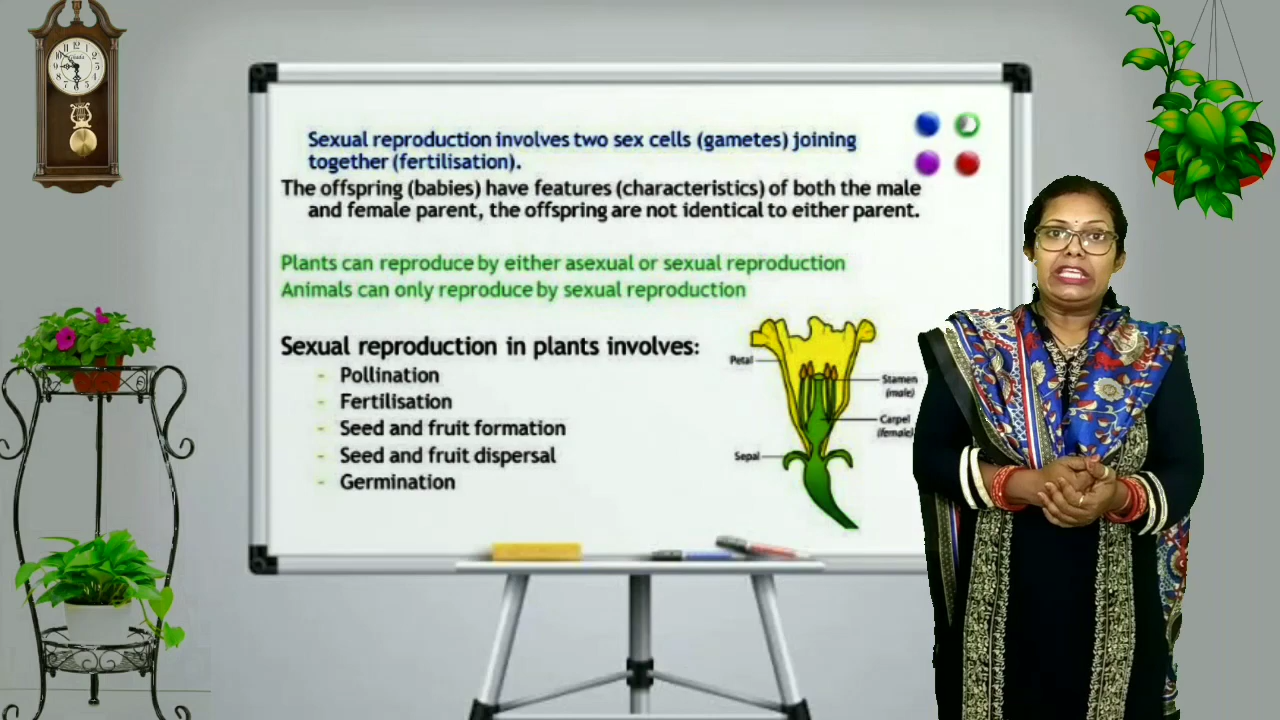 Sexual reproduction involves two sex cells (gametes) joining
together (fertilisation).
The offspring (babies) have features (characteristics) of both the male
and female parent, the offspring are not identical to either parent.
Plants can reproduce by either asexual or sexual reproduction
Animals can only reproduce by sexual reproduction
Sexual reproduction in plants involves:
- Pollination
- Fertilisation
- Seed and fruit formation
- Seed and fruit dispersal
- Germination
Petal
Stamen
(male)
Carpel
(female)
Sepal